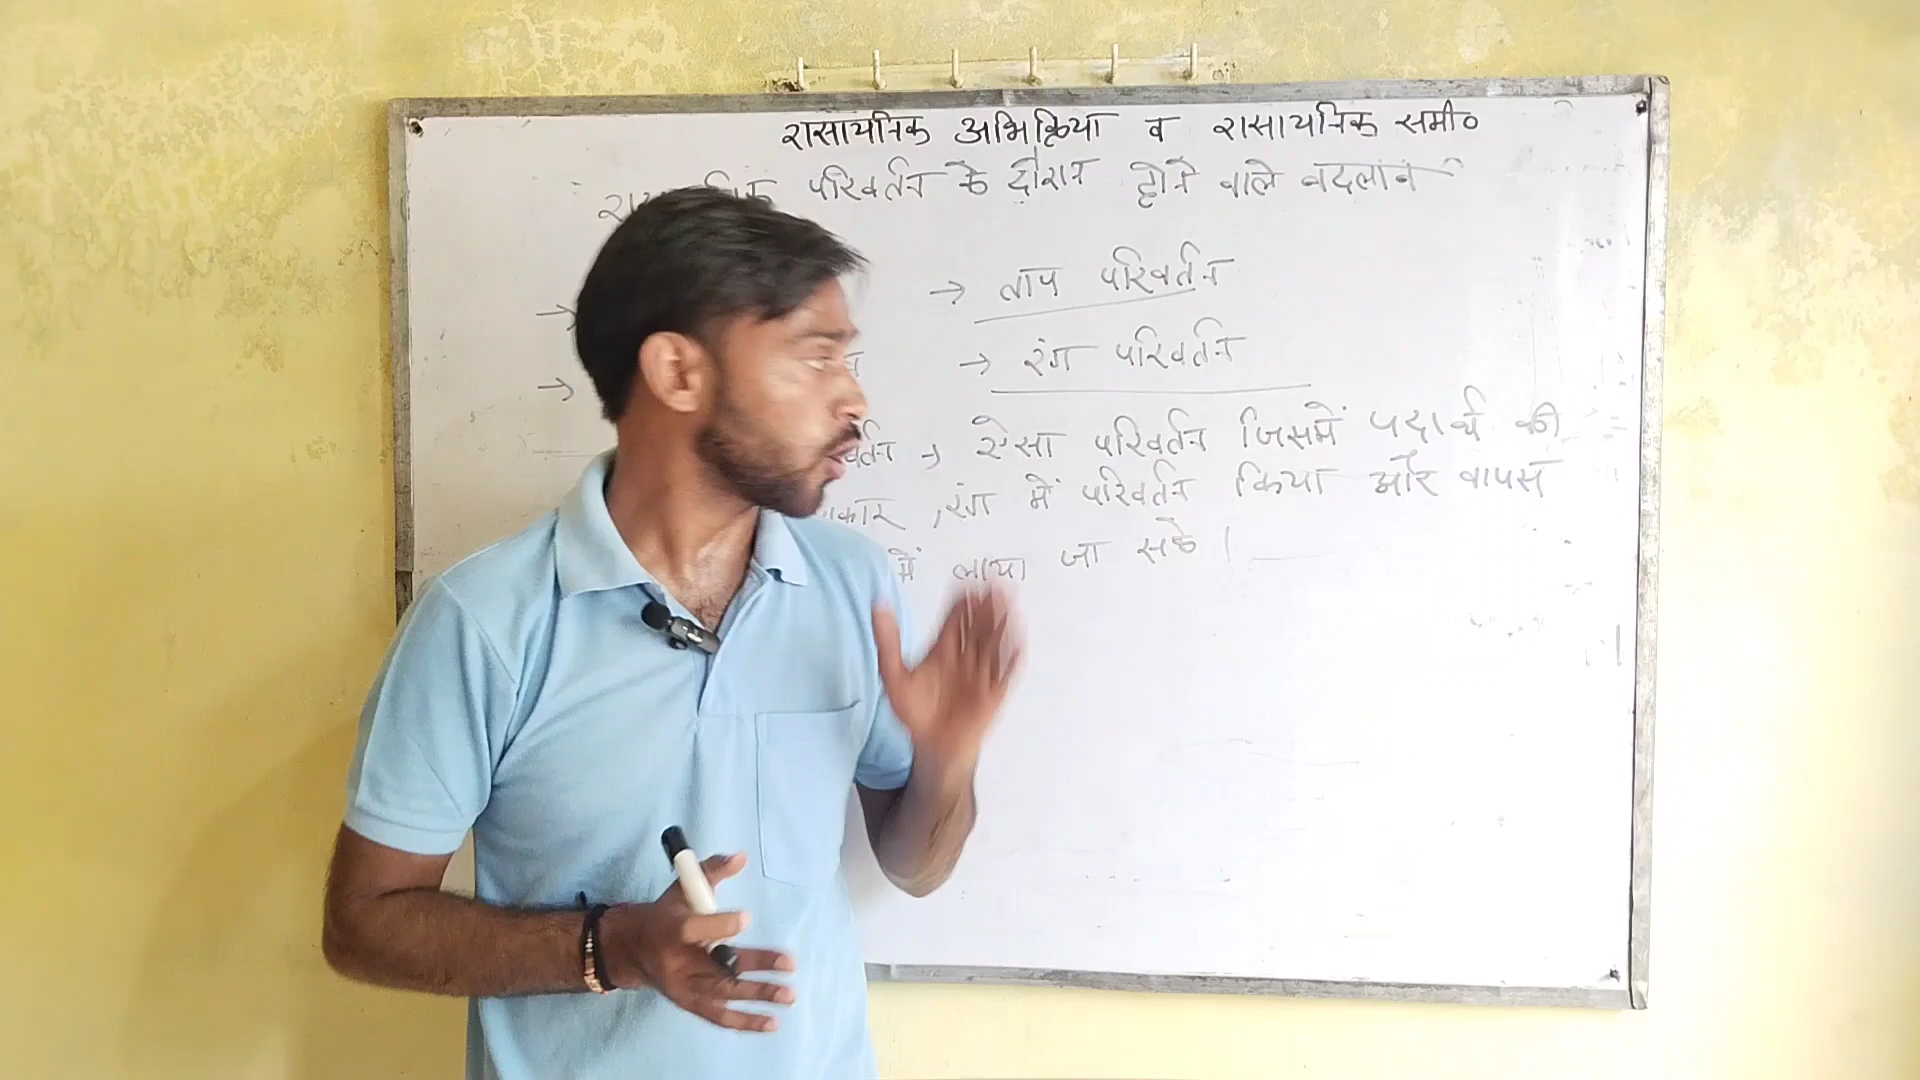 रासायनिक अभिक्रिया व रासायनिक समी०
परिवर्तन के दौरान होने वाले बदलाव
→ → ताप परिवर्तन
→ → रंग परिवर्तन
→ ऐसा परिवर्तन जिसमें पदार्थ की
रंग में परिवर्तन किया और वापस
में लाया जा सके |